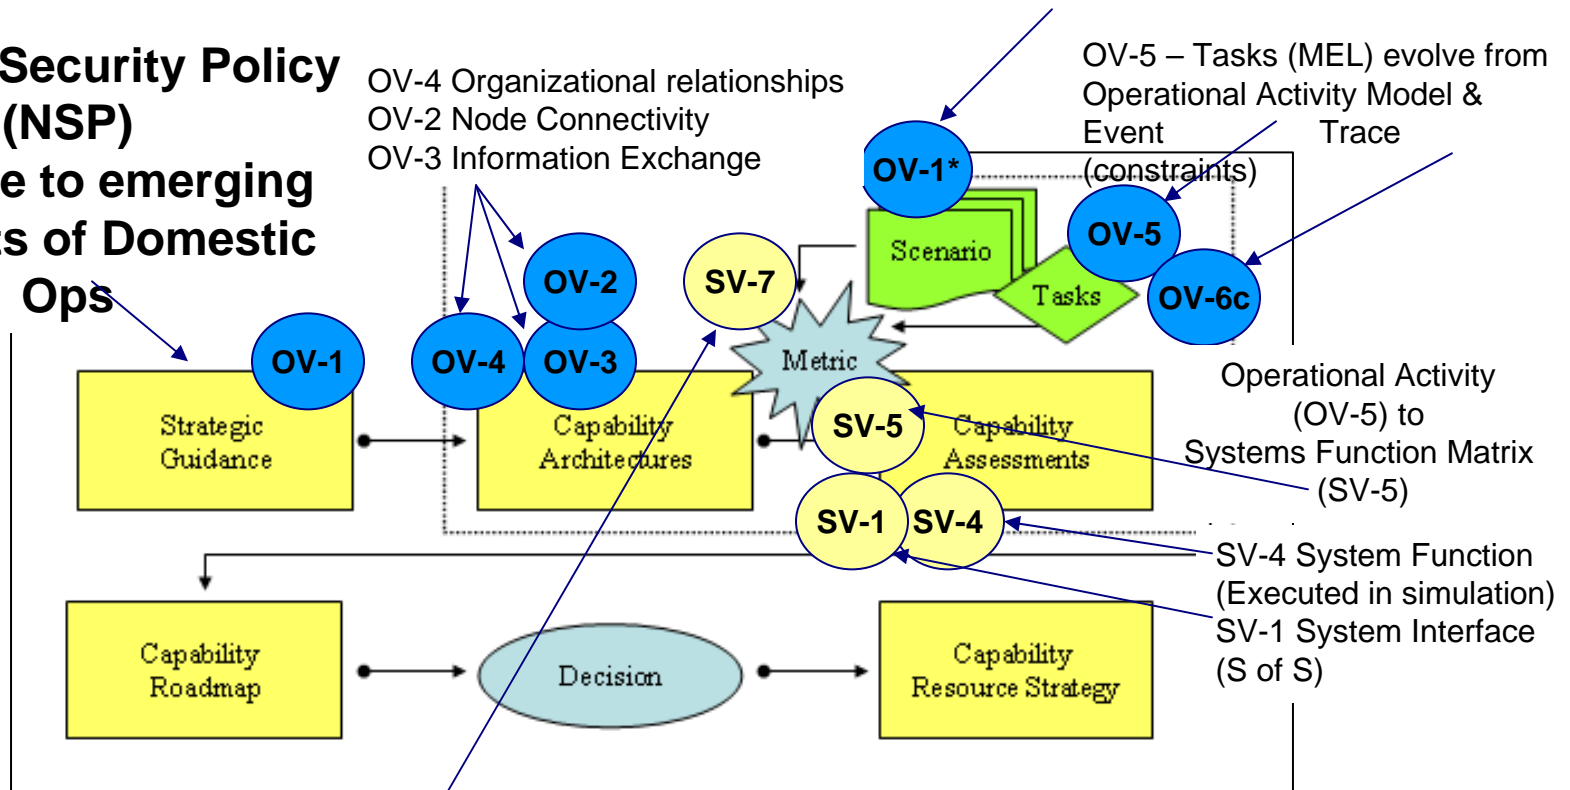 Security Policy
(NSP)
e to emerging
ts of Domestic
Ops
OV-4 Organizational relationships
OV-2 Node Connectivity
OV-3 Information Exchange
OV-5 – Tasks (MEL) evolve from
Operational Activity Model &
Event Trace
(constraints)
OV-1*
Scenario
OV-5
Tasks
OV-6c
OV-2
SV-7
OV-1
OV-4
OV-3
Metric
Strategic
Guidance
Capability
Architectures
SV-5
Capability
Assessments
SV-1
SV-4
Operational Activity
(OV-5) to
Systems Function Matrix
(SV-5)
SV-4 System Function
(Executed in simulation)
SV-1 System Interface
(S of S)
Capability
Roadmap
Decision
Capability
Resource Strategy